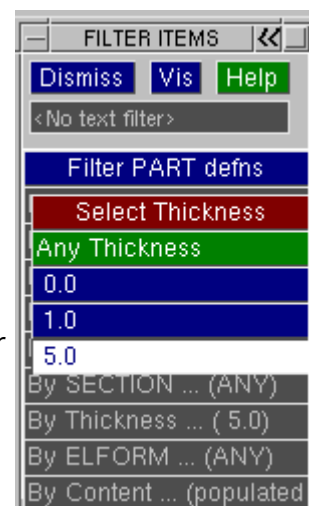 FILTER ITEMS
Dismiss Vis Help
<No text filter>
Filter PART defns
Select Thickness
Any Thickness
0.0
1.0
r
5.0
By SECTION ... (ANY)
By Thickness ... ( 5.0)
By ELFORM ... (ANY)
By Content ... (populated